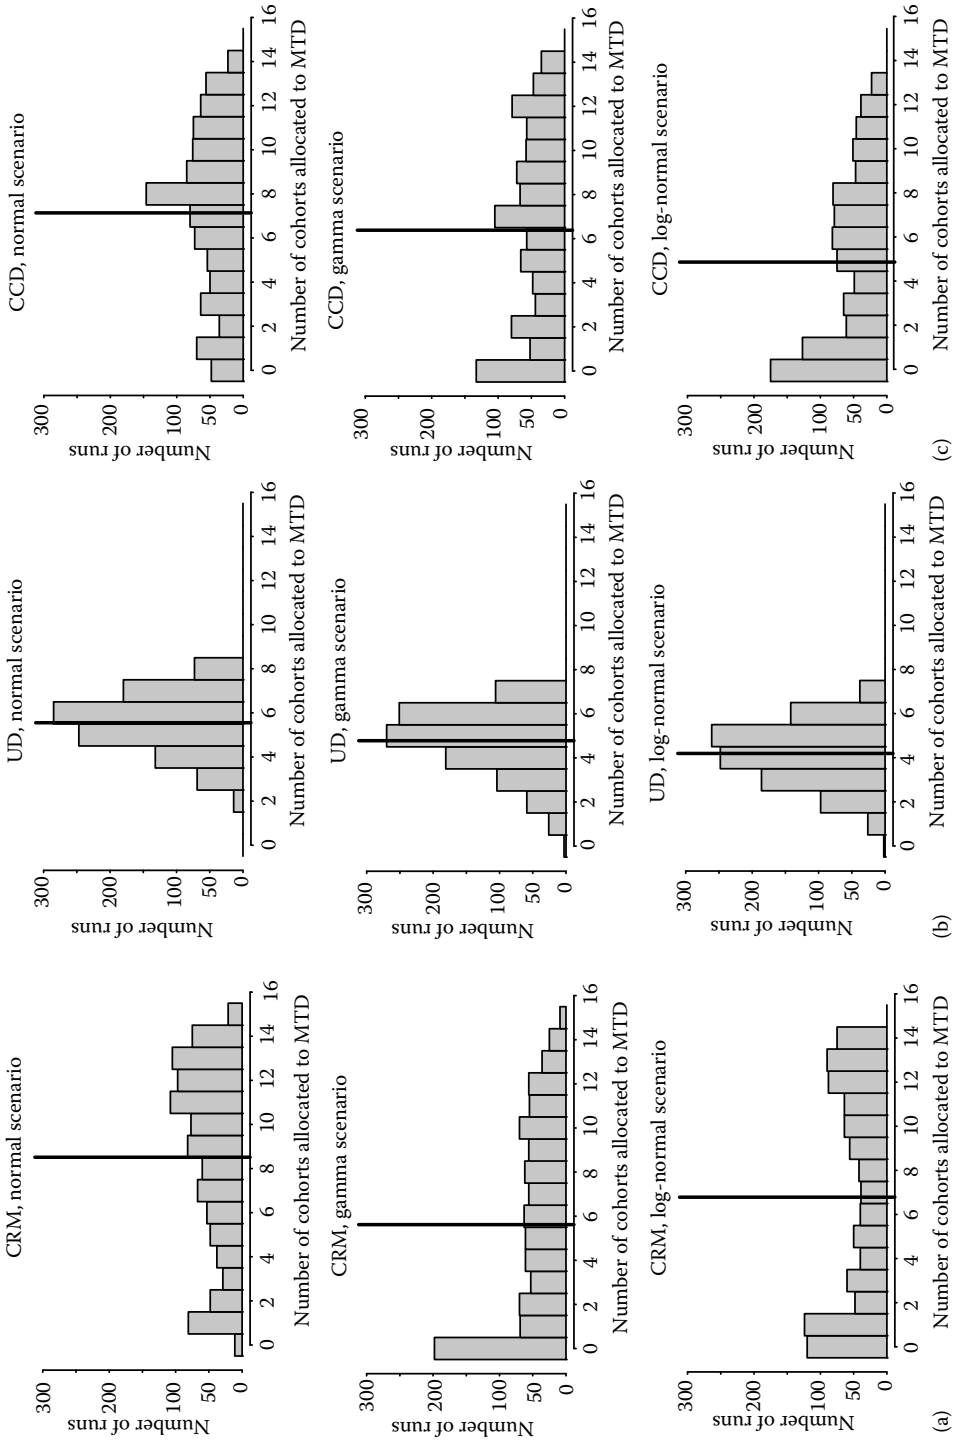 CRM, normal scenario
300
200
100
50
0
Number of runs
0 2 4 6 8 10 12 14 16
Number of cohorts allocated to MTD
CRM, gamma scenario
300
200
100
50
0
Number of runs
0 2 4 6 8 10 12 14 16
Number of cohorts allocated to MTD
CRM, log-normal scenario
300
200
100
50
0
Number of runs
0 2 4 6 8 10 12 14 16
Number of cohorts allocated to MTD
(a)
UD, normal scenario
300
200
100
50
0
Number of runs
0 2 4 6 8 10 12 14 16
Number of cohorts allocated to MTD
UD, gamma scenario
300
200
100
50
0
Number of runs
0 2 4 6 8 10 12 14 16
Number of cohorts allocated to MTD
UD, log-normal scenario
300
200
100
50
0
Number of runs
0 2 4 6 8 10 12 14 16
Number of cohorts allocated to MTD
(b)
CCD, normal scenario
300
200
100
50
0
Number of runs
0 2 4 6 8 10 12 14 16
Number of cohorts allocated to MTD
CCD, gamma scenario
300
200
100
50
0
Number of runs
0 2 4 6 8 10 12 14 16
Number of cohorts allocated to MTD
CCD, log-normal scenario
300
200
100
50
0
Number of runs
0 2 4 6 8 10 12 14 16
Number of cohorts allocated to MTD
(c)